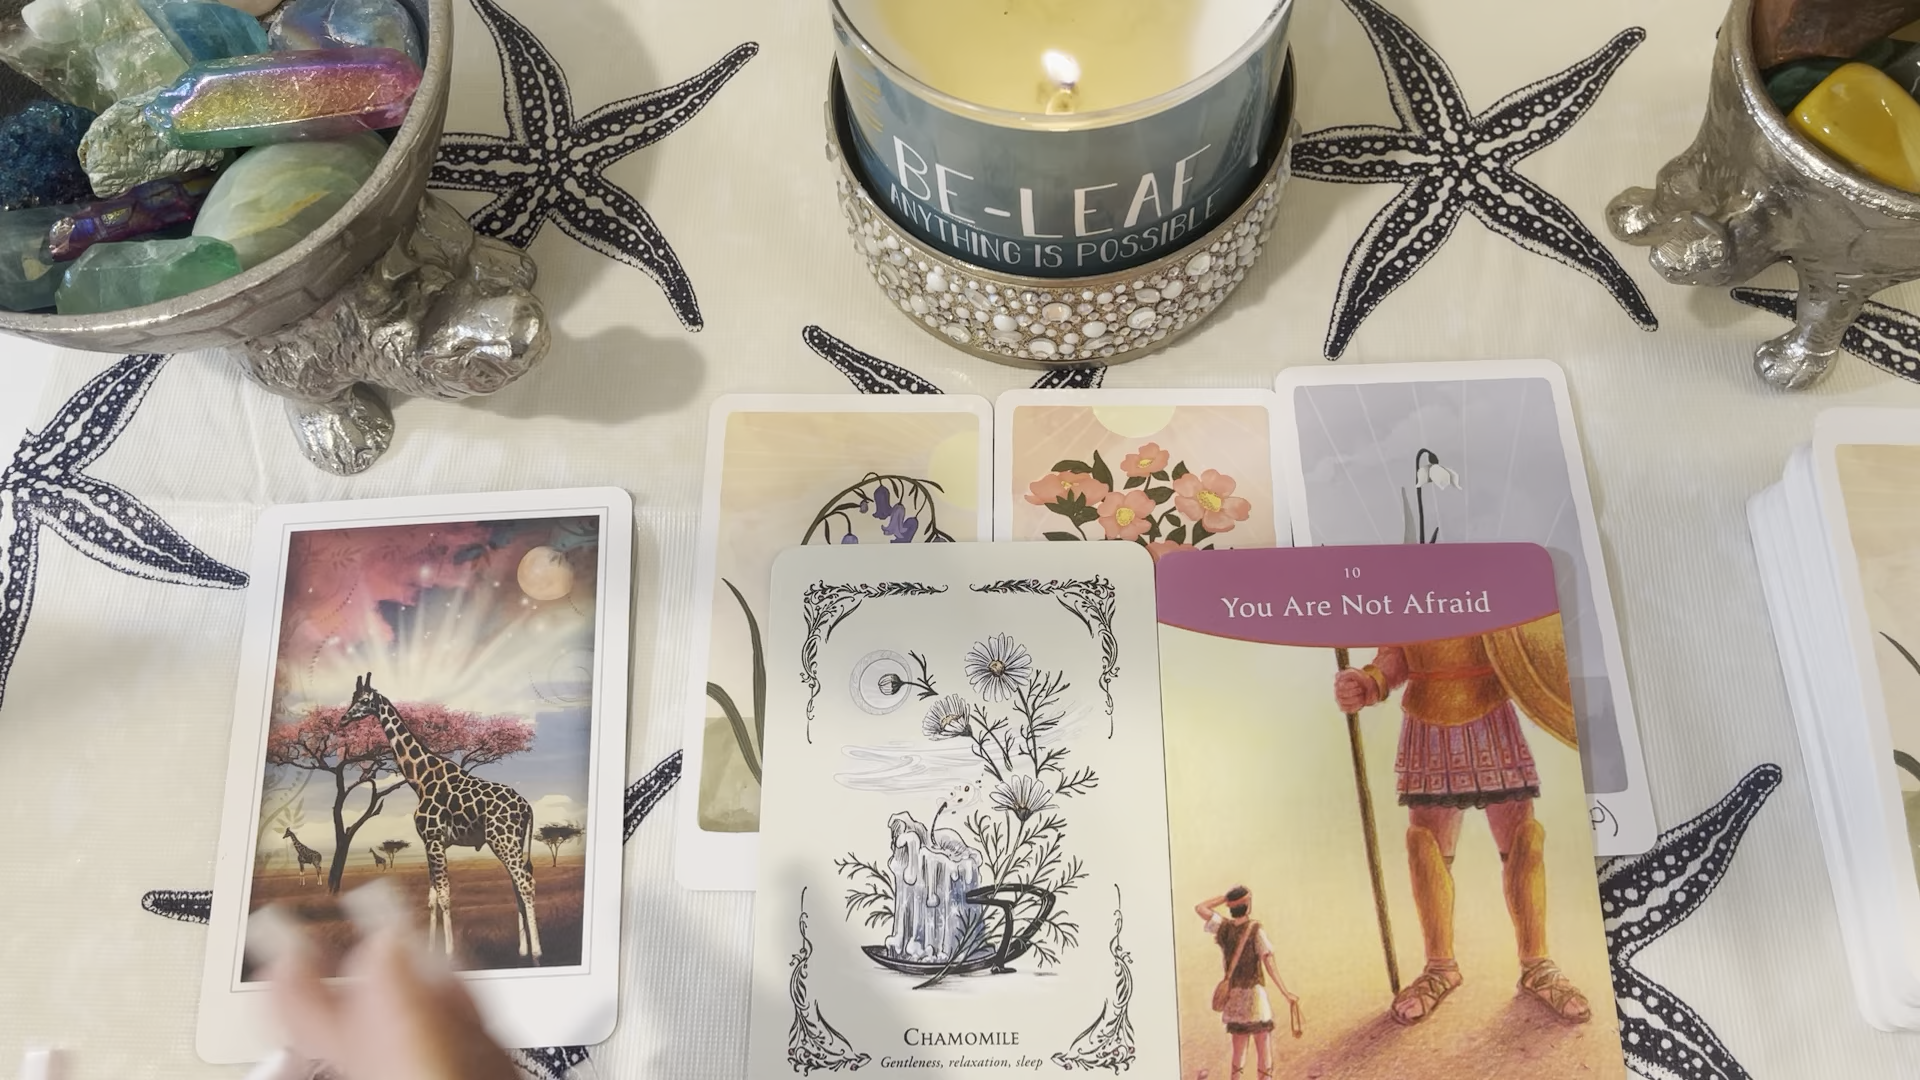 BE-LEAF
ANYTHING IS POSSIBLE
10
You Are Not Afraid
CHAMOMILE
Gentleness, relaxation, sleep